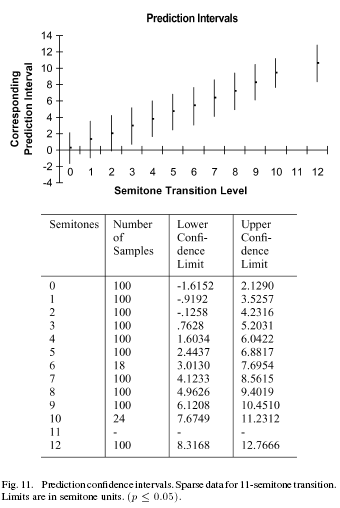 Prediction Intervals
Corresponding
Prediction Interval
14
12
10
8
6
4
2
0
-2
-4
0 1 2 3 4 5 6 7 8 9 10 11 12
Semitone Transition Level
Semitones Number of Samples Lower Confi-dence Limit Upper Confi-dence Limit
0 100 -1.6152 2.1290
1 100 -.9192 3.5257
2 100 -.1258 4.2316
3 100 .7628 5.2031
4 100 1.6034 6.0422
5 100 2.4437 6.8817
6 18 3.0130 7.6954
7 100 4.1233 8.5615
8 100 4.9626 9.4019
9 100 6.1208 10.4510
10 24 7.6749 11.2312
11 - - -
12 100 8.3168 12.7666
Fig. 11. Prediction confidence intervals. Sparse data for 11-semitone transition.
Limits are in semitone units. (p ≤ 0.05).